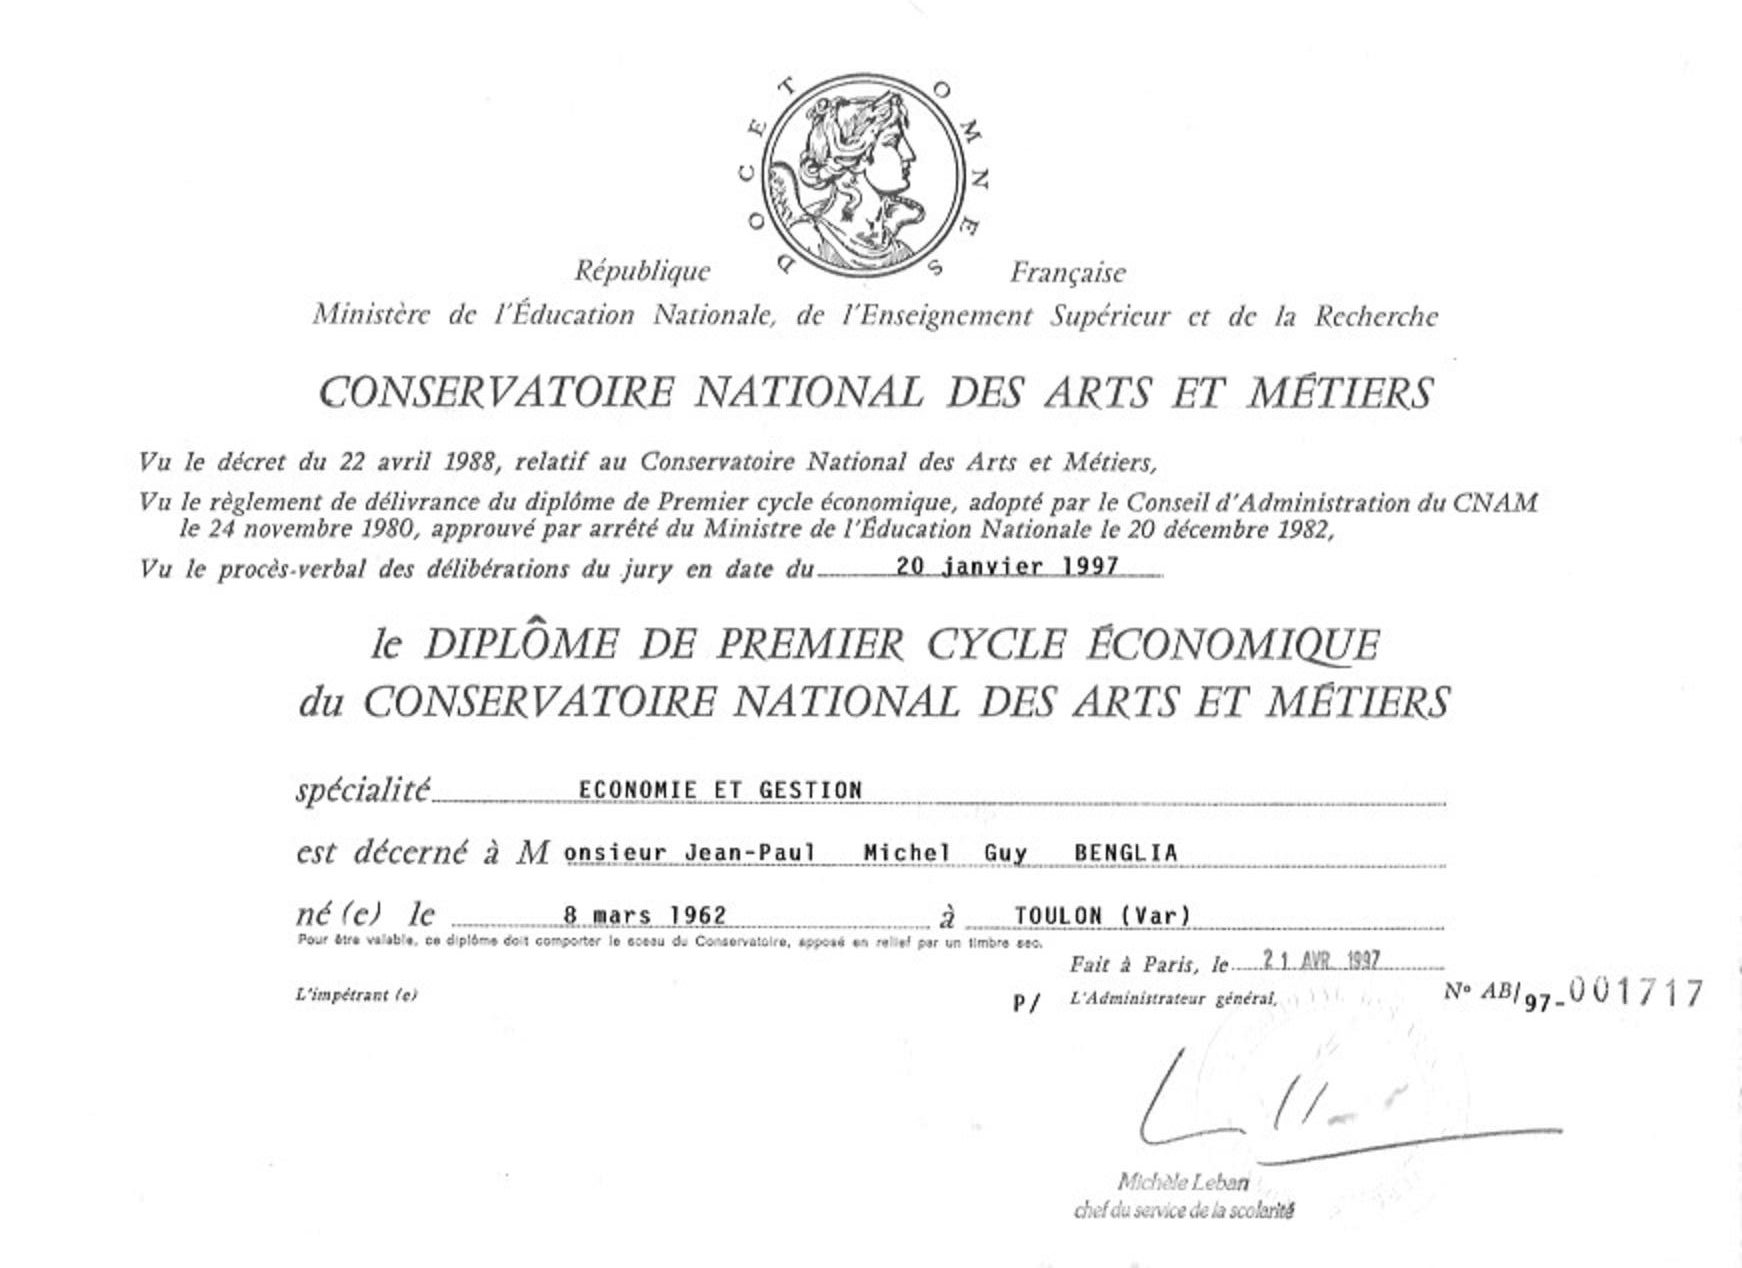 DOCET OMNES
République Française
Ministère de l'Éducation Nationale, de l'Enseignement Supérieur et de la Recherche
CONSERVATOIRE NATIONAL DES ARTS ET MÉTIERS
Vu le décret du 22 avril 1988, relatif au Conservatoire National des Arts et Métiers,
Vu le règlement de délivrance du diplôme de Premier cycle économique, adopté par le Conseil d'Administration du CNAM
le 24 novembre 1980, approuvé par arrêté du Ministre de l'Éducation Nationale le 20 décembre 1982,
Vu le procès-verbal des délibérations du jury en date du 20 janvier 1997
le DIPLÔME DE PREMIER CYCLE ÉCONOMIQUE
du CONSERVATOIRE NATIONAL DES ARTS ET MÉTIERS
spécialité ECONOMIE ET GESTION
est décerné à Monsieur Jean-Paul Michel Guy BENGLIA
né (e) le 8 mars 1962 à TOULON (Var)
Pour être valable, ce diplôme doit comporter le sceau du Conservatoire, apposé en relief par un timbre sec.
Fait à Paris, le 21 AVR 1997
L'impétrant (e) P/ L'Administrateur général, N° AB/97-001717
Michèle Leban
chef du service de la scolarité